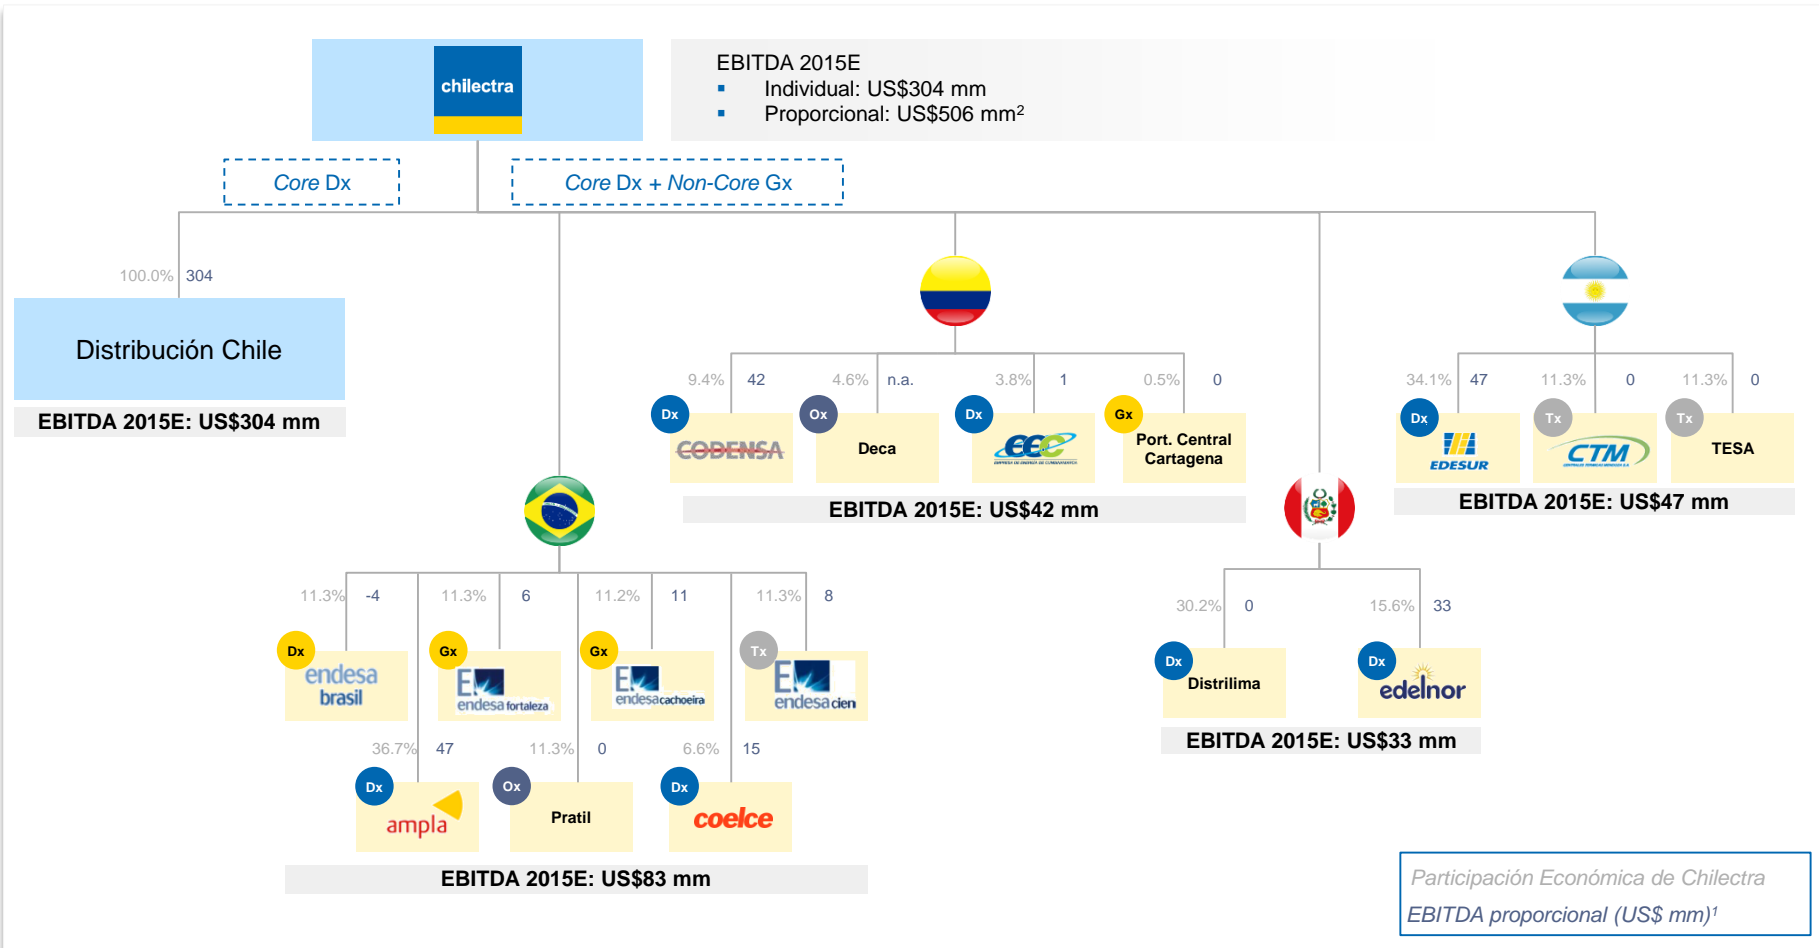 chilectra
EBITDA 2015E
▪ Individual: US$304 mm
▪ Proporcional: US$506 mm²
Core Dx
Core Dx + Non-Core Gx
100.0% 304
Distribución Chile
EBITDA 2015E: US$304 mm
9.4% 42
4.6% n.a.
3.8% 1
0.5% 0
Dx
CODENSA
Ox
Deca
Dx
eec
Gx
Port. Central
Cartagena
EBITDA 2015E: US$42 mm
34.1% 47
11.3% 0
11.3% 0
Dx
EDESUR
Tx
CTM
Tx
TESA
EBITDA 2015E: US$47 mm
11.3% -4
11.3% 6
11.2% 11
11.3% 8
Dx
endesa
brasil
Gx
endesa fortaleza
Gx
endesa cachoeira
Tx
endesa cien
36.7% 47
11.3% 0
6.6% 15
Dx
ampla
Ox
Pratil
Dx
coelce
EBITDA 2015E: US$83 mm
30.2% 0
15.6% 33
Dx
Distrilima
Dx
edelnor
EBITDA 2015E: US$33 mm
Participación Económica de Chilectra
EBITDA proporcional (US$ mm)¹